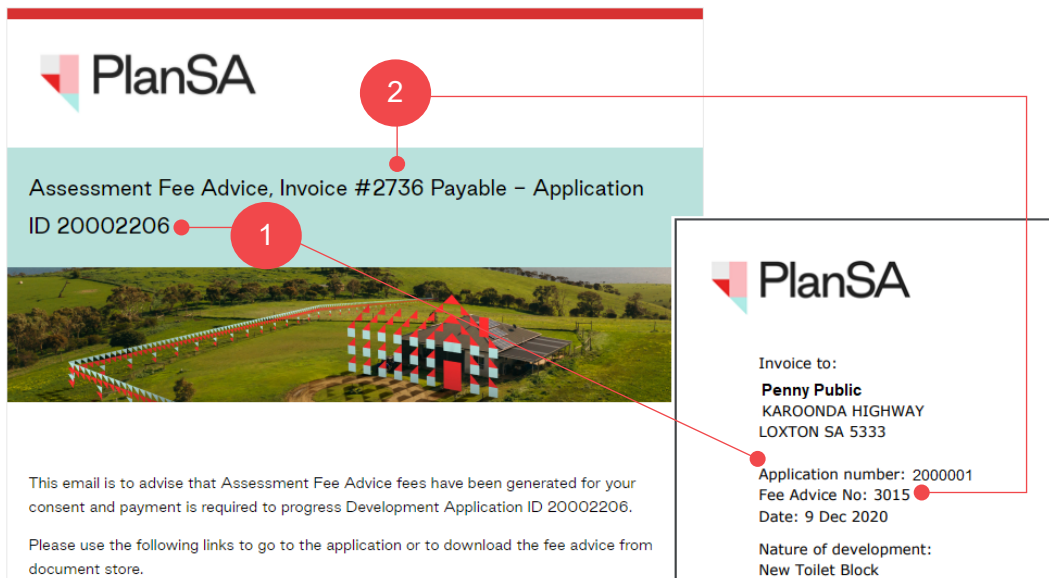 PlanSA
2
Assessment Fee Advice, Invoice #2736 Payable – Application
ID 20002206
1
This email is to advise that Assessment Fee Advice fees have been generated for your
consent and payment is required to progress Development Application ID 20002206.
Please use the following links to go to the application or to download the fee advice from
document store.
PlanSA
Invoice to:
Penny Public
KAROONDA HIGHWAY
LOXTON SA 5333
Application number: 2000001
Fee Advice No: 3015
Date: 9 Dec 2020
Nature of development:
New Toilet Block